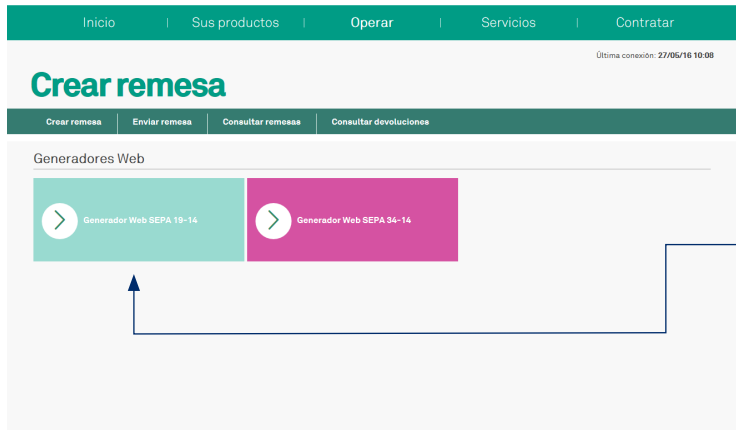 Inicio | Sus productos | Operar | Servicios | Contratar
Última conexión: 27/05/16 10:08
Crear remesa
Crear remesa Enviar remesa Consultar remesas Consultar devoluciones
Generadores Web
Generador Web SEPA 19-14 Generador Web SEPA 34-14